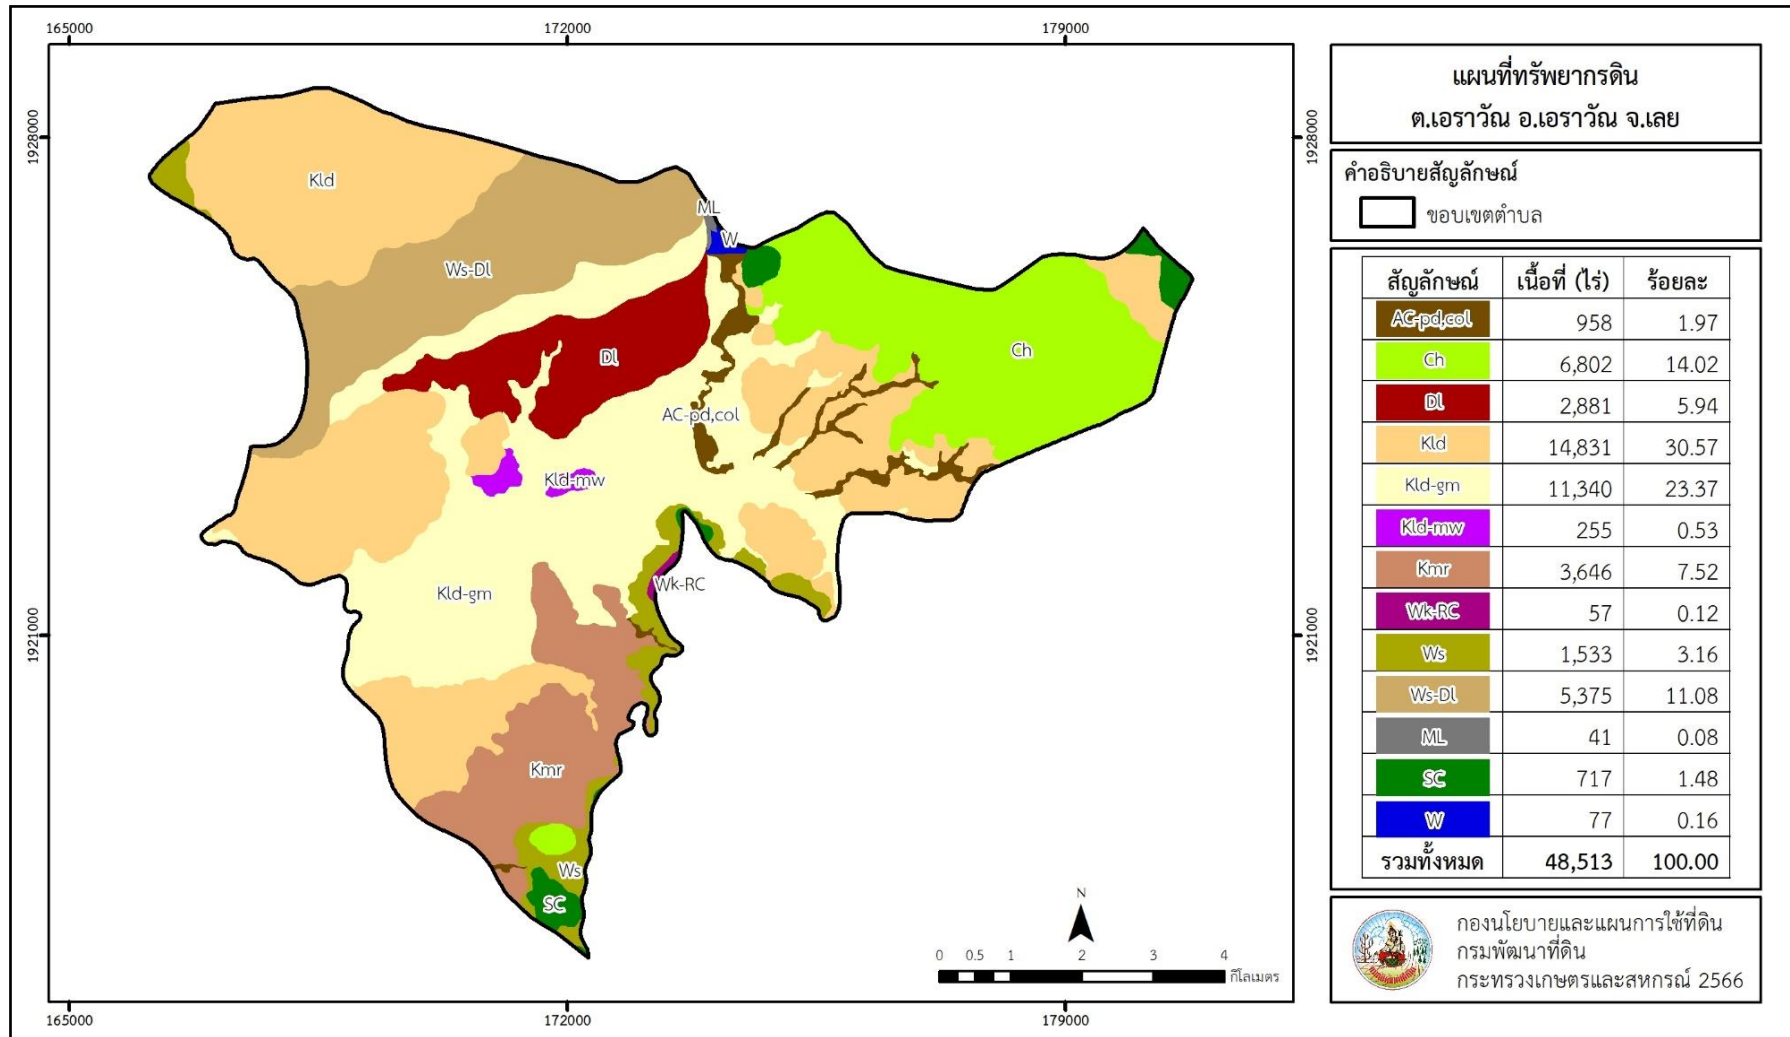 165000
172000
179000
1928000
1928000
1921000
1921000
165000
172000
179000
Kld
Ws-Dl
ML
W
Dl
Ch
AC-pd,col
Kld-mw
Kld-gm
Wk-RC
Kmr
Ws
SC
N
0 0.5 1 2 3 4
กิโลเมตร
แผนที่ทรัพยากรดิน
ต.เอราวัณ อ.เอราวัณ จ.เลย
คำอธิบายสัญลักษณ์
ขอบเขตตำบล
สัญลักษณ์ เนื้อที่ (ไร่) ร้อยละ
AC-pd,col 958 1.97
Ch 6,802 14.02
Dl 2,881 5.94
Kld 14,831 30.57
Kld-gm 11,340 23.37
Kld-mw 255 0.53
Kmr 3,646 7.52
Wk-RC 57 0.12
Ws 1,533 3.16
Ws-Dl 5,375 11.08
ML 41 0.08
SC 717 1.48
W 77 0.16
รวมทั้งหมด 48,513 100.00
กองนโยบายและแผนการใช้ที่ดิน
กรมพัฒนาที่ดิน
กระทรวงเกษตรและสหกรณ์ 2566